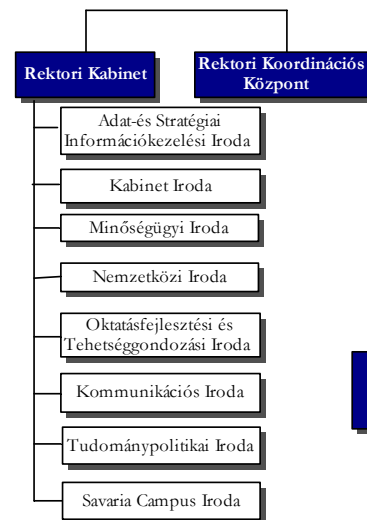 Rektori Kabinet
Rektori Koordinációs
Központ
Adat-és Stratégiai
Információkezelési Iroda
Kabinet Iroda
Minőségügyi Iroda
Nemzetközi Iroda
Oktatásfejlesztési és
Tehetséggondozási Iroda
Kommunikációs Iroda
Tudománypolitikai Iroda
Savaria Campus Iroda